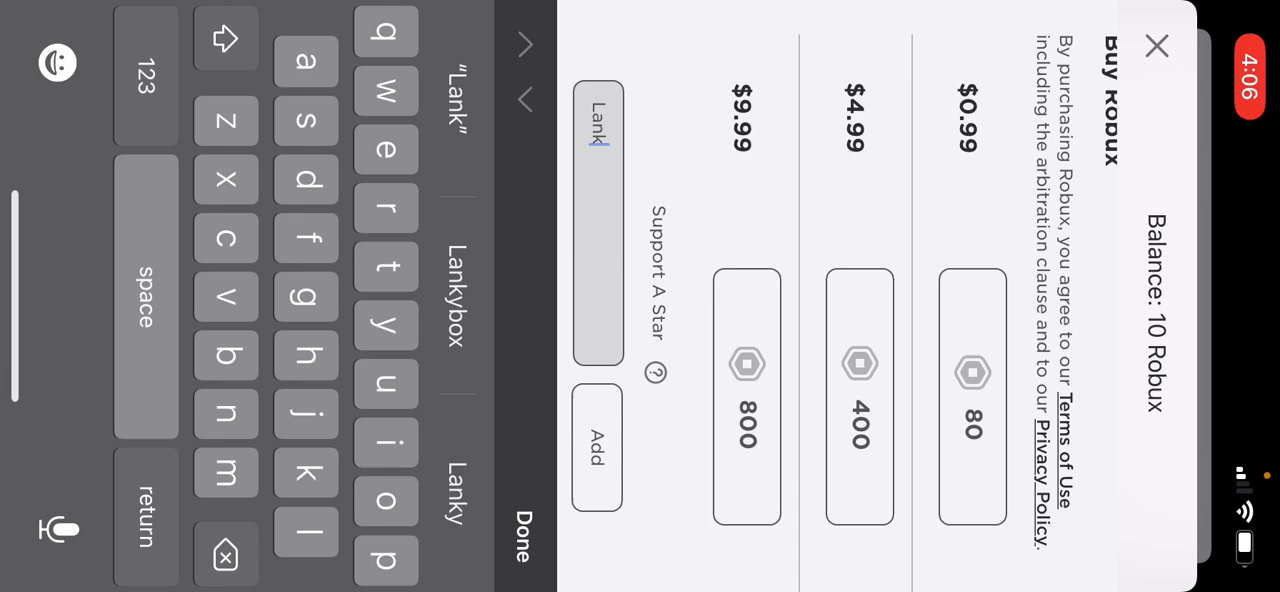 4:06
Balance: 10 Robux
Buy Robux
By purchasing Robux, you agree to our Terms of Use
including the arbitration clause and to our Privacy Policy.
$0.99 80
$4.99 400
$9.99 800
Support A Star ?
Lank Add
Done
“Lank” Lankybox Lanky
q w e r t y u i o p
a s d f g h j k l
z x c v b n m
123 space return